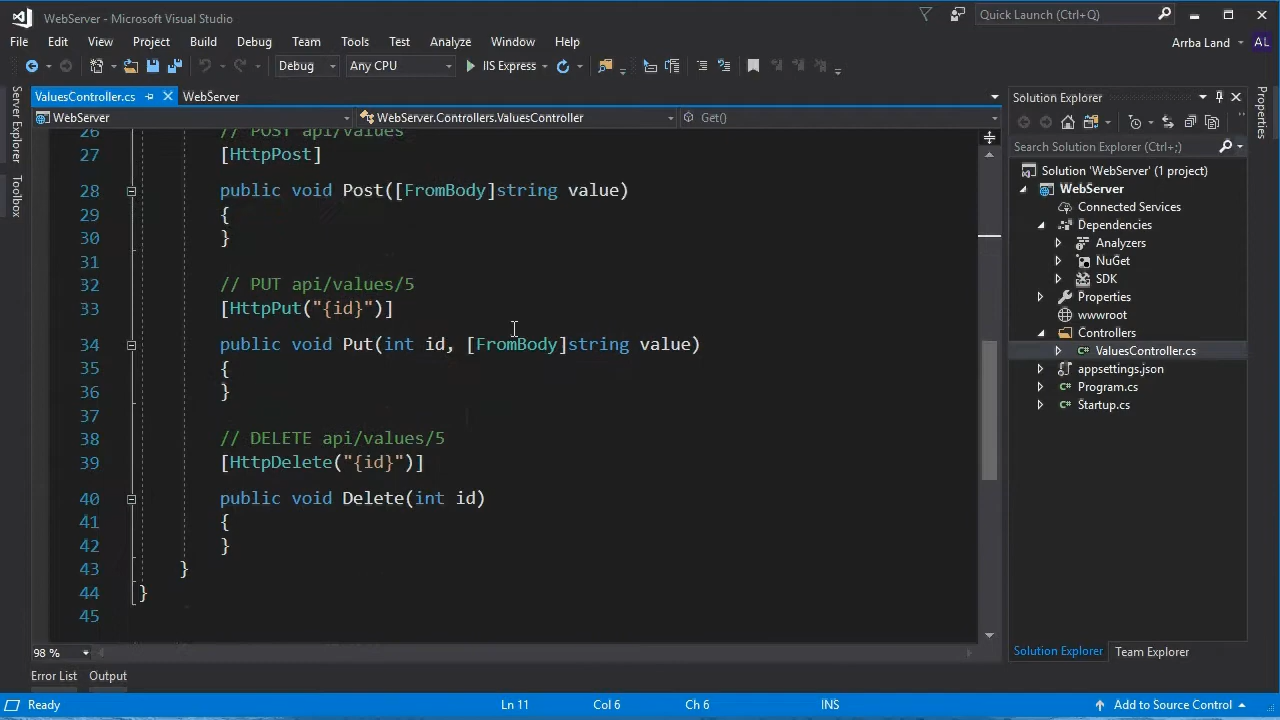 WebServer - Microsoft Visual Studio
Quick Launch (Ctrl+Q)
File Edit View Project Build Debug Team Tools Test Analyze Window Help
Arrba Land AL
Debug Any CPU IIS Express
Server Explorer
Toolbox
ValuesController.cs WebServer
WebServer WebServer.Controllers.ValuesController Get()
26 // POST api/values
27 [HttpPost]
28 public void Post([FromBody]string value)
29 {
30 }
31
32 // PUT api/values/5
33 [HttpPut("{id}")]
34 public void Put(int id, [FromBody]string value)
35 {
36 }
37
38 // DELETE api/values/5
39 [HttpDelete("{id}")]
40 public void Delete(int id)
41 {
42 }
43 }
44 }
45
98 %
Solution Explorer
Search Solution Explorer (Ctrl+;)
Solution 'WebServer' (1 project)
WebServer
Connected Services
Dependencies
Analyzers
NuGet
SDK
Properties
wwwroot
Controllers
C# ValuesController.cs
appsettings.json
C# Program.cs
C# Startup.cs
Solution Explorer Team Explorer
Properties
Error List Output
Ready Ln 11 Col 6 Ch 6 INS Add to Source Control